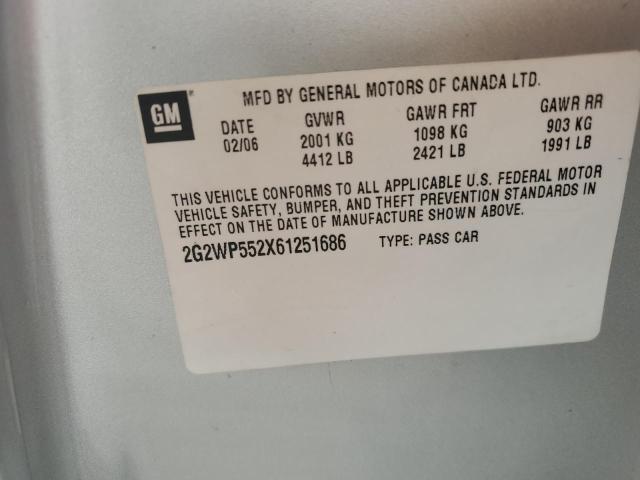 GM
MFD BY GENERAL MOTORS OF CANADA LTD.
DATE GVWR GAWR FRT GAWR RR
02/06 2001 KG 1098 KG 903 KG
4412 LB 2421 LB 1991 LB
THIS VEHICLE CONFORMS TO ALL APPLICABLE U.S. FEDERAL MOTOR
VEHICLE SAFETY, BUMPER, AND THEFT PREVENTION STANDARDS IN
EFFECT ON THE DATE OF MANUFACTURE SHOWN ABOVE.
2G2WP552X61251686 TYPE: PASS CAR